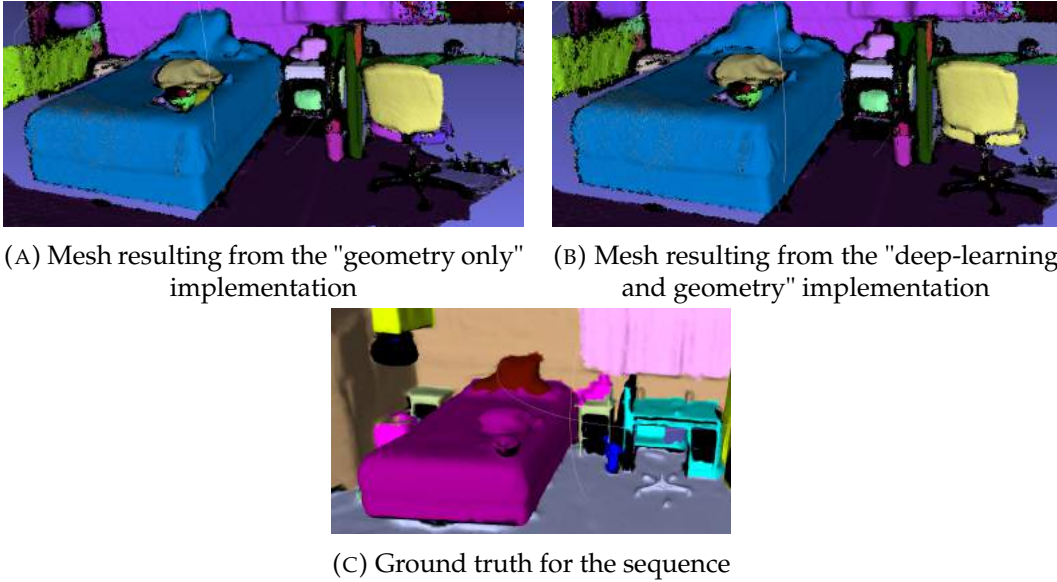 (A) Mesh resulting from the "geometry only"
implementation
(B) Mesh resulting from the "deep-learning
and geometry" implementation
(C) Ground truth for the sequence